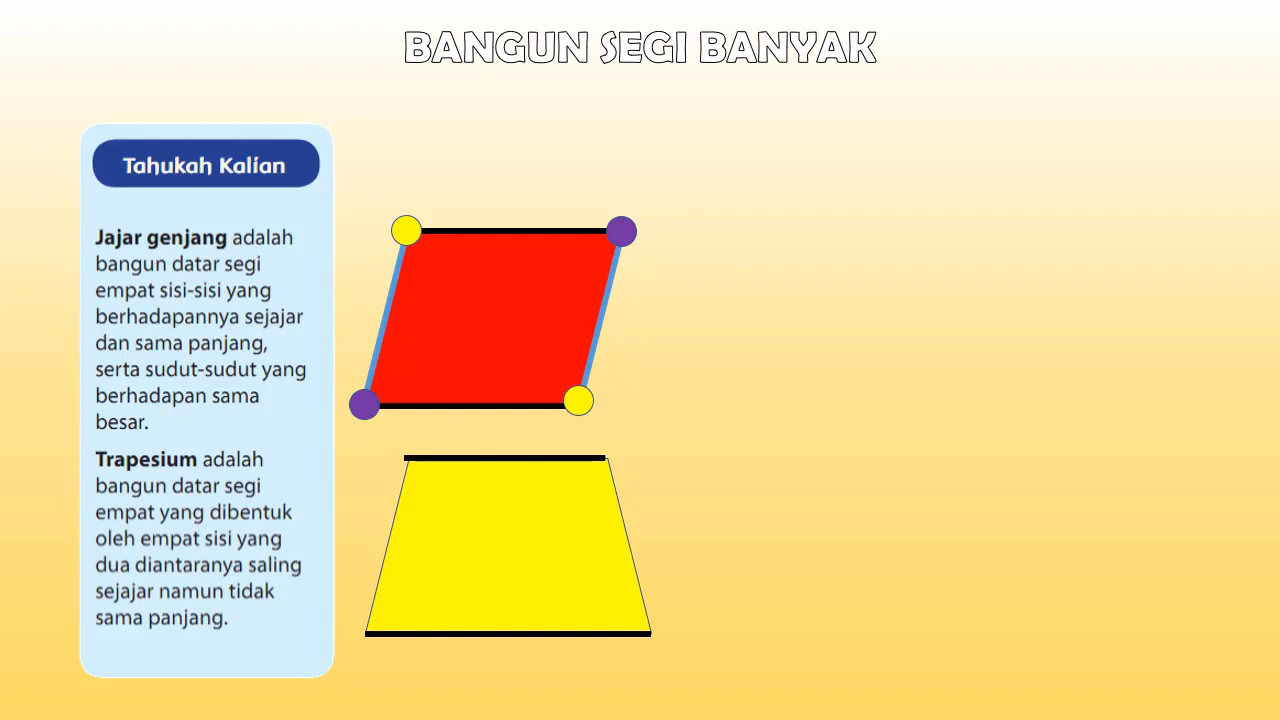 BANGUN SEGI BANYAK
Tahukah Kalian
Jajar genjang adalah
bangun datar segi
empat sisi-sisi yang
berhadapannya sejajar
dan sama panjang,
serta sudut-sudut yang
berhadapan sama
besar.
Trapesium adalah
bangun datar segi
empat yang dibentuk
oleh empat sisi yang
dua diantaranya saling
sejajar namun tidak
sama panjang.